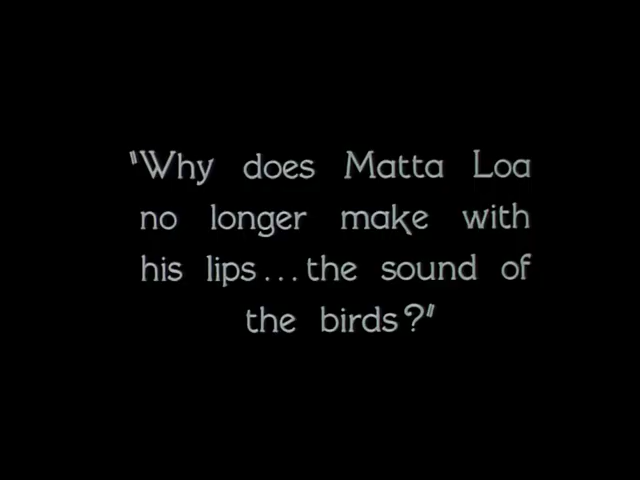 "Why does Matta Loa
no longer make with
his lips...the sound of
the birds?"